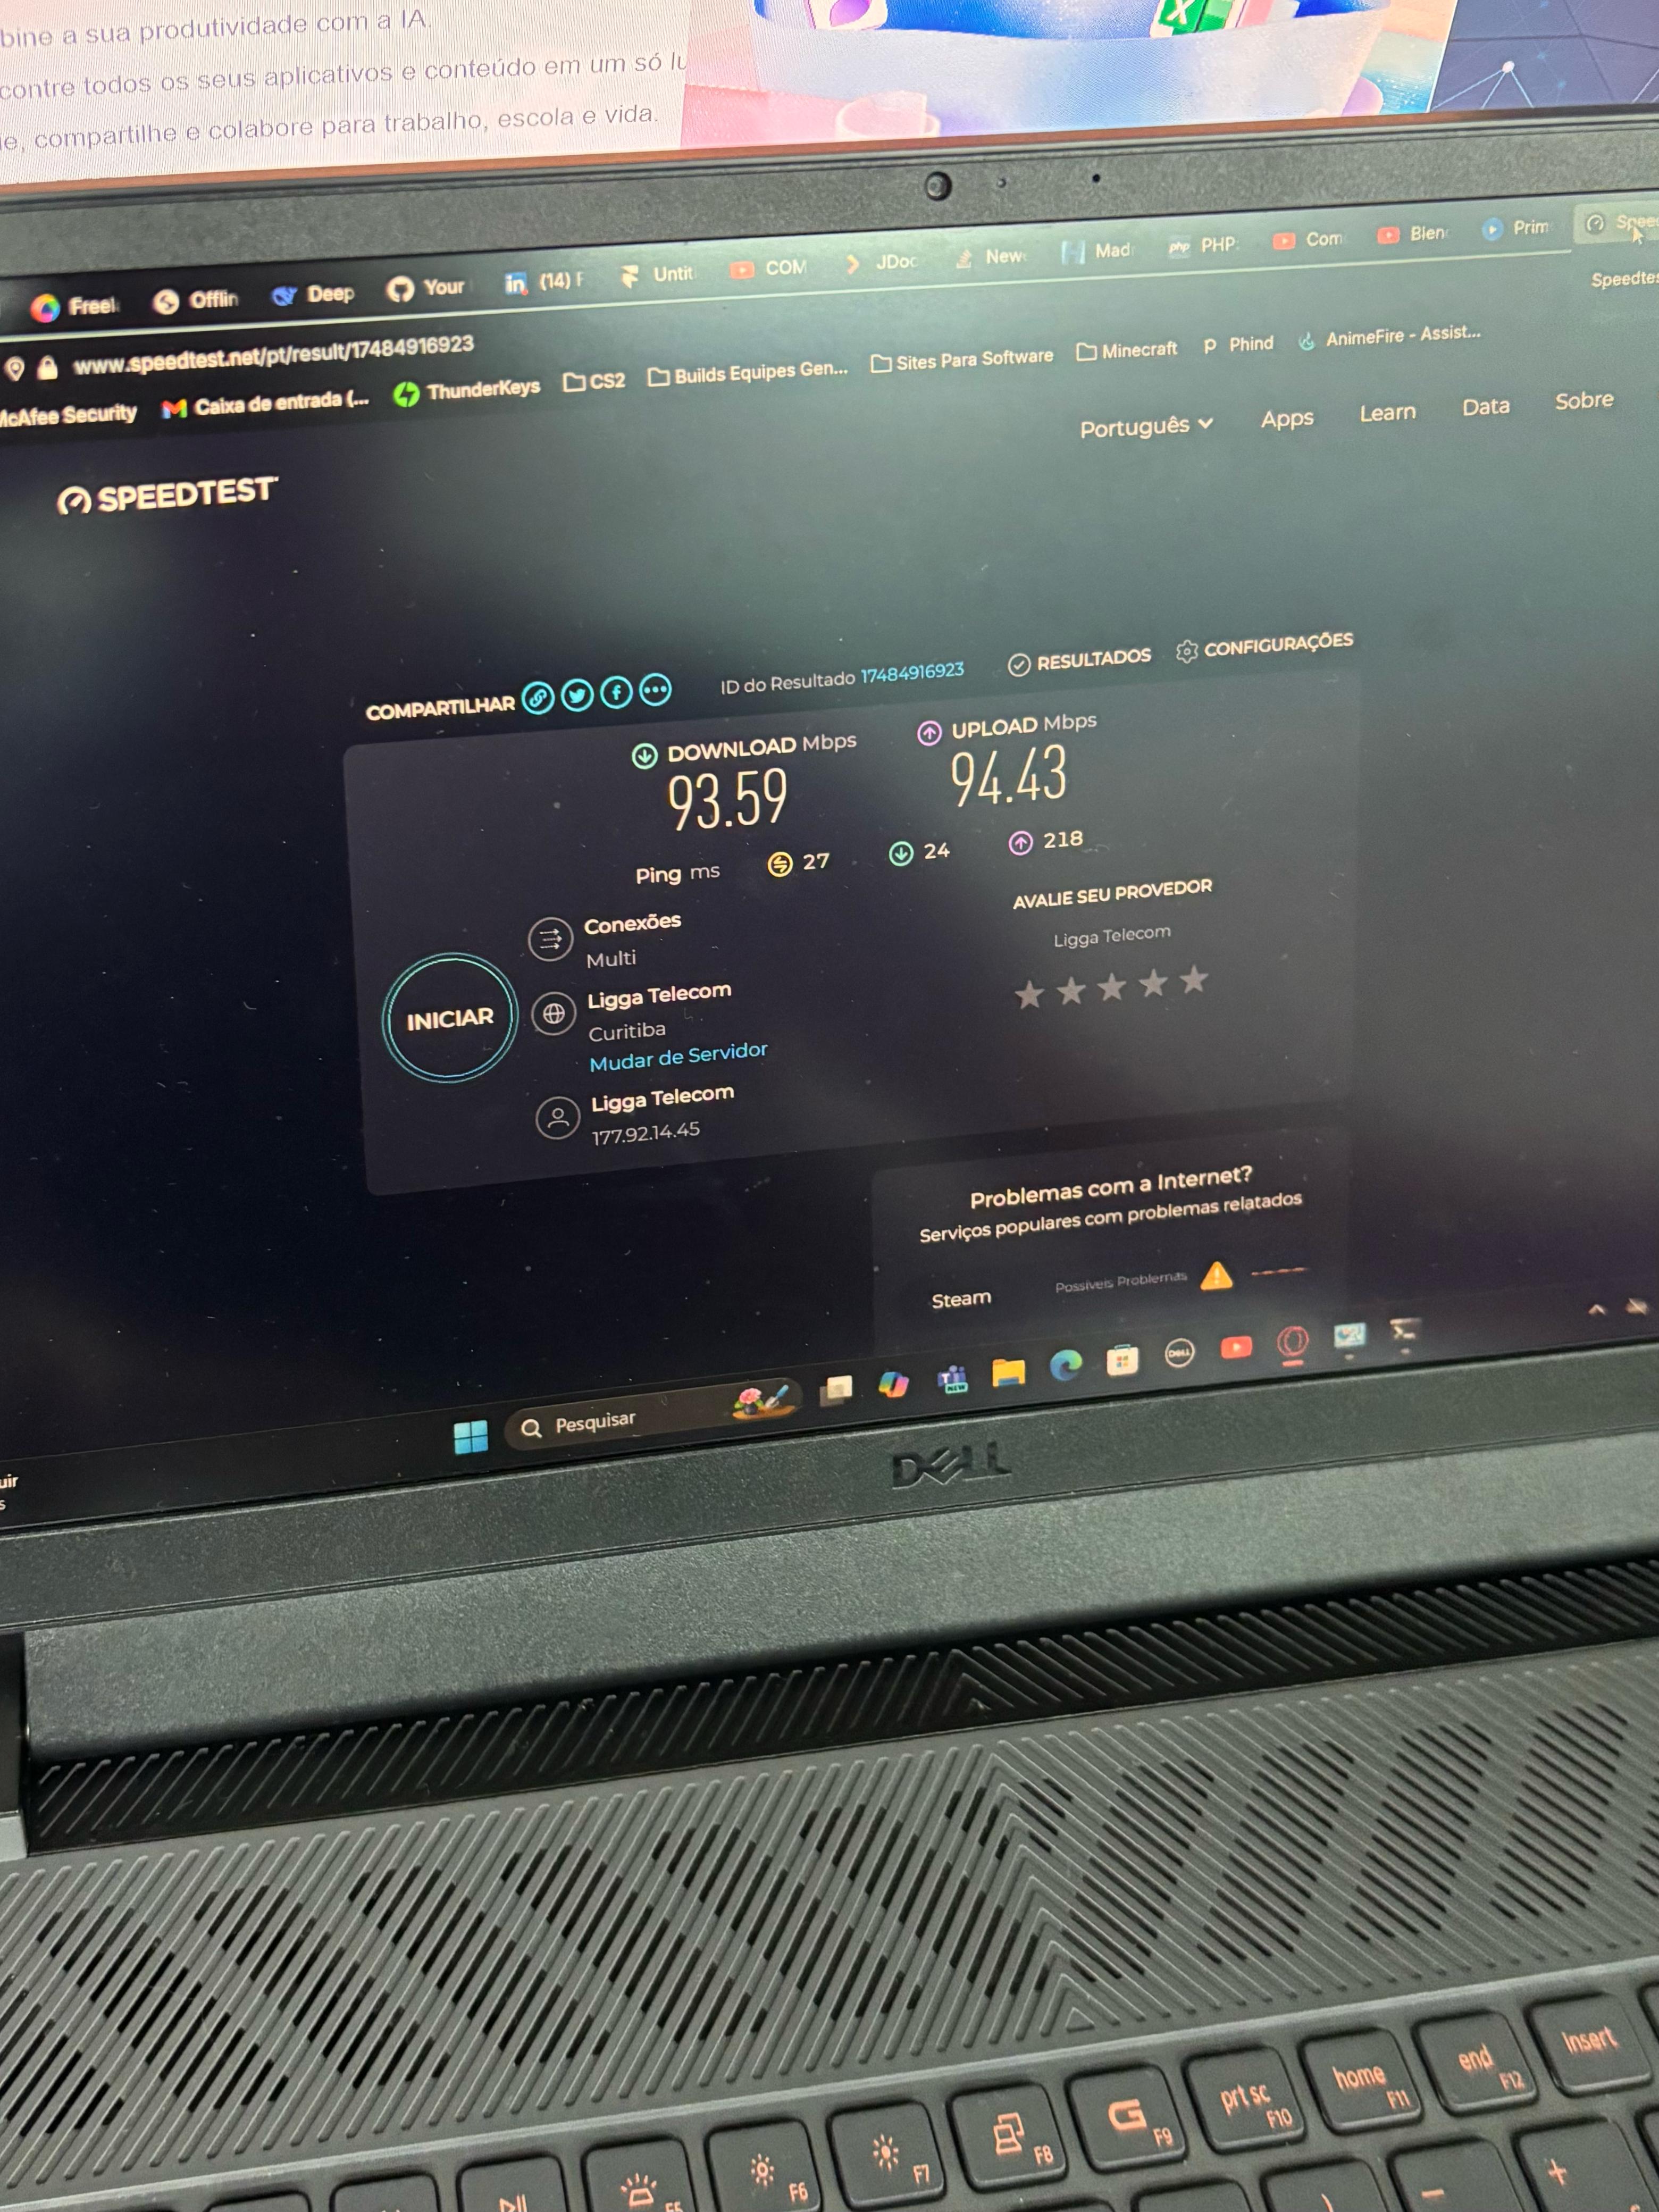 bine a sua produtividade com a IA.
contre todos os seus aplicativos e conteúdo em um só lu
ie, compartilhe e colabore para trabalho, escola e vida.
Freel Offlin Deep Your (14) F Untit COM JDoc New Mad PHP: Com Blen Prim Speed
Speedtes
www.speedtest.net/pt/result/17484916923
McAfee Security Caixa de entrada (... ThunderKeys CS2 Builds Equipes Gen... Sites Para Software Minecraft Phind AnimeFire - Assist...
Português Apps Learn Data Sobre
SPEEDTEST
COMPARTILHAR ID do Resultado 17484916923 RESULTADOS CONFIGURAÇÕES
DOWNLOAD Mbps UPLOAD Mbps
93.59 94.43
Ping ms 27 24 218
Conexões
Multi
AVALIE SEU PROVEDOR
Ligga Telecom
INICIAR
Ligga Telecom
Curitiba
Mudar de Servidor
Ligga Telecom
177.92.14.45
Problemas com a Internet?
Serviços populares com problemas relatados
Steam Possíveis Problemas
uir
s
Pesquisar
DELL
DELL
F5
F6
F7
F8
G F9
prt sc F10
home F11
end F12
insert
-
+